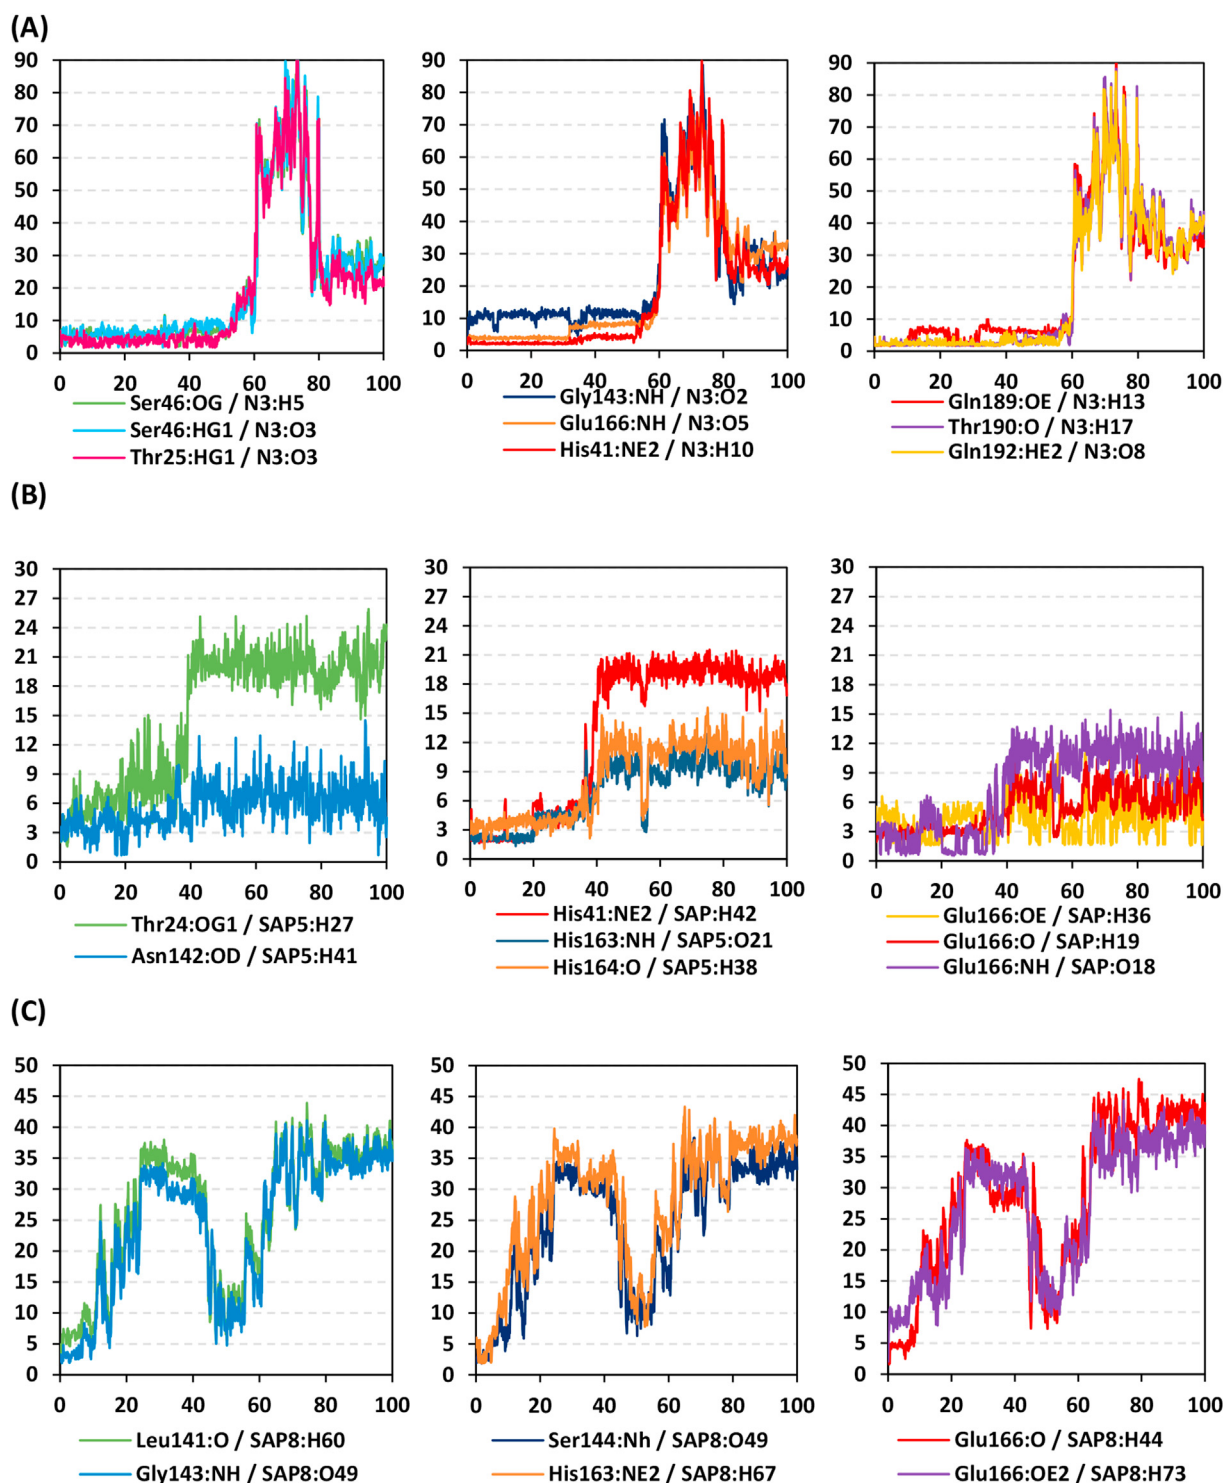 (A)
90
80
70
60
50
40
30
20
10
0
0 20 40 60 80 100
Ser46:OG / N3:H5
Ser46:HG1 / N3:O3
Thr25:HG1 / N3:O3
90
80
70
60
50
40
30
20
10
0
0 20 40 60 80 100
Gly143:NH / N3:O2
Glu166:NH / N3:O5
His41:NE2 / N3:H10
90
80
70
60
50
40
30
20
10
0
0 20 40 60 80 100
Gln189:OE / N3:H13
Thr190:O / N3:H17
Gln192:HE2 / N3:O8
(B)
30
27
24
21
18
15
12
9
6
3
0
0 20 40 60 80 100
Thr24:OG1 / SAP5:H27
Asn142:OD / SAP5:H41
30
27
24
21
18
15
12
9
6
3
0
0 20 40 60 80 100
His41:NE2 / SAP:H42
His163:NH / SAP5:O21
His164:O / SAP5:H38
30
27
24
21
18
15
12
9
6
3
0
0 20 40 60 80 100
Glu166:OE / SAP:H36
Glu166:O / SAP:H19
Glu166:NH / SAP:O18
(C)
50
45
40
35
30
25
20
15
10
5
0
0 20 40 60 80 100
Leu141:O / SAP8:H60
Gly143:NH / SAP8:O49
50
45
40
35
30
25
20
15
10
5
0
0 20 40 60 80 100
Ser144:Nh / SAP8:O49
His163:NE2 / SAP8:H67
50
45
40
35
30
25
20
15
10
5
0
0 20 40 60 80 100
Glu166:O / SAP8:H44
Glu166:OE2 / SAP8:H73